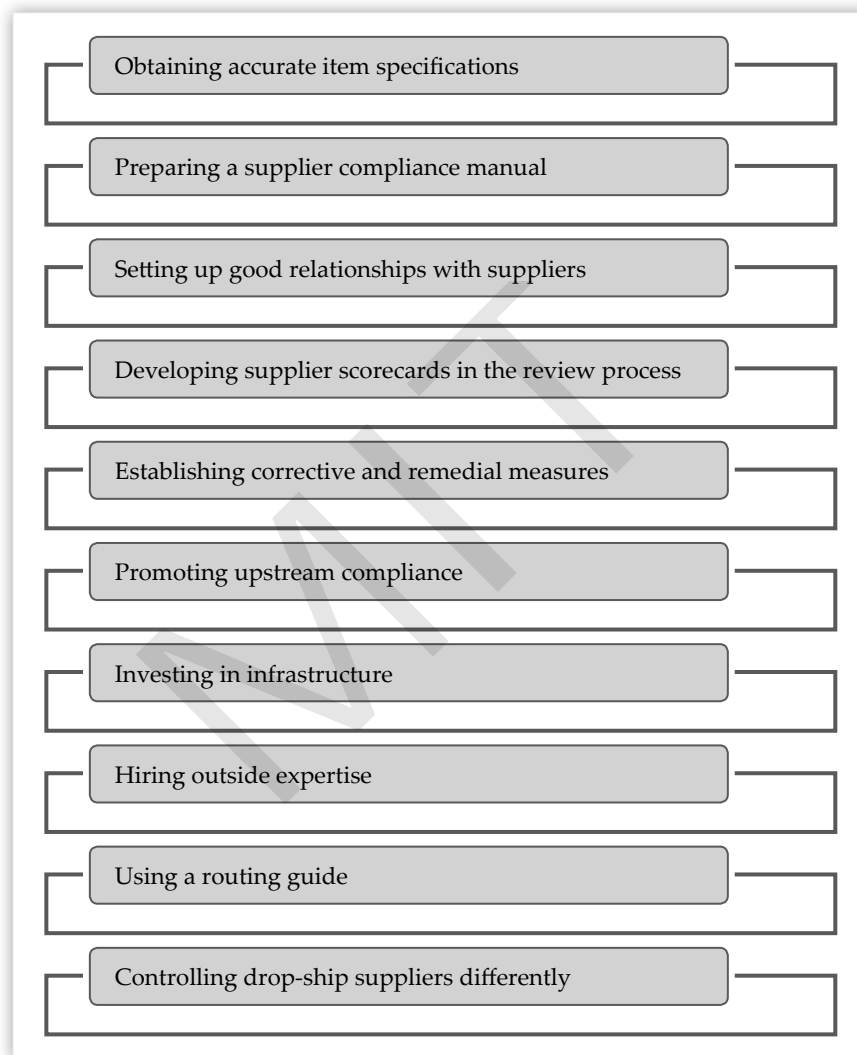 Obtaining accurate item specifications
Preparing a supplier compliance manual
Setting up good relationships with suppliers
Developing supplier scorecards in the review process
Establishing corrective and remedial measures
Promoting upstream compliance
Investing in infrastructure
Hiring outside expertise
Using a routing guide
Controlling drop-ship suppliers differently
MIT